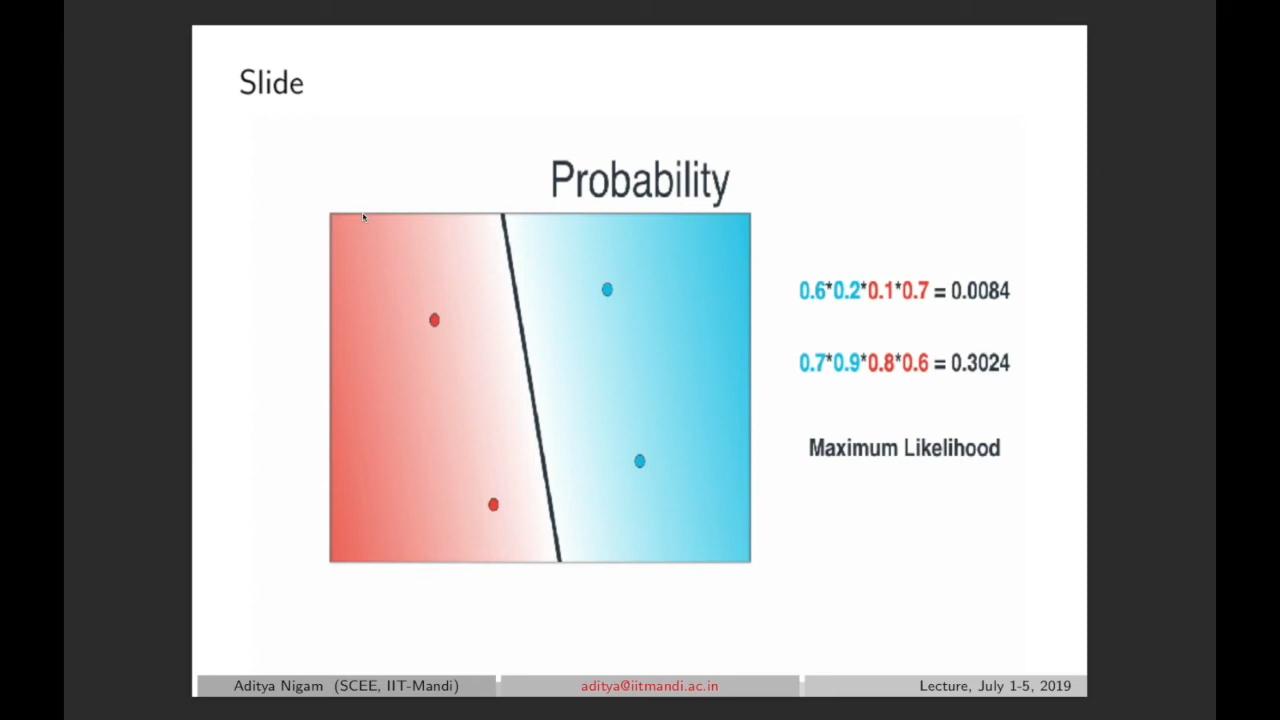 Slide
Probability
0.6*0.2*0.1*0.7 = 0.0084
0.7*0.9*0.8*0.6 = 0.3024
Maximum Likelihood
Aditya Nigam (SCEE, IIT-Mandi)
aditya@iitmandi.ac.in
Lecture, July 1-5, 2019